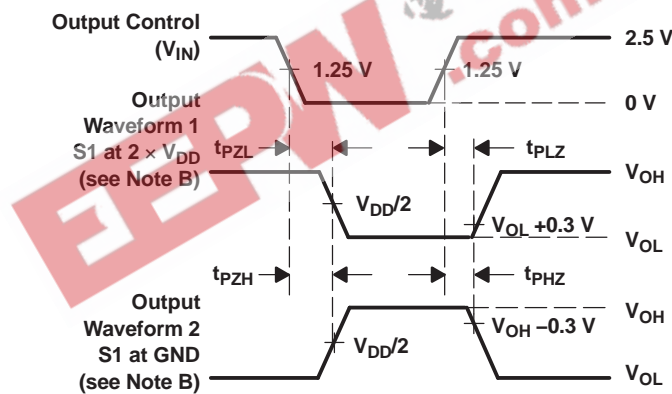 Output Control
(VIN)
2.5 V
1.25 V
1.25 V
0 V
Output
Waveform 1
S1 at 2 × VDD
(see Note B)
tPZL
tPLZ
VOH
VDD/2
VOL +0.3 V
VOL
tPZH
tPHZ
Output
Waveform 2
S1 at GND
(see Note B)
VOH
VOH −0.3 V
VDD/2
VOL
EEPW.com